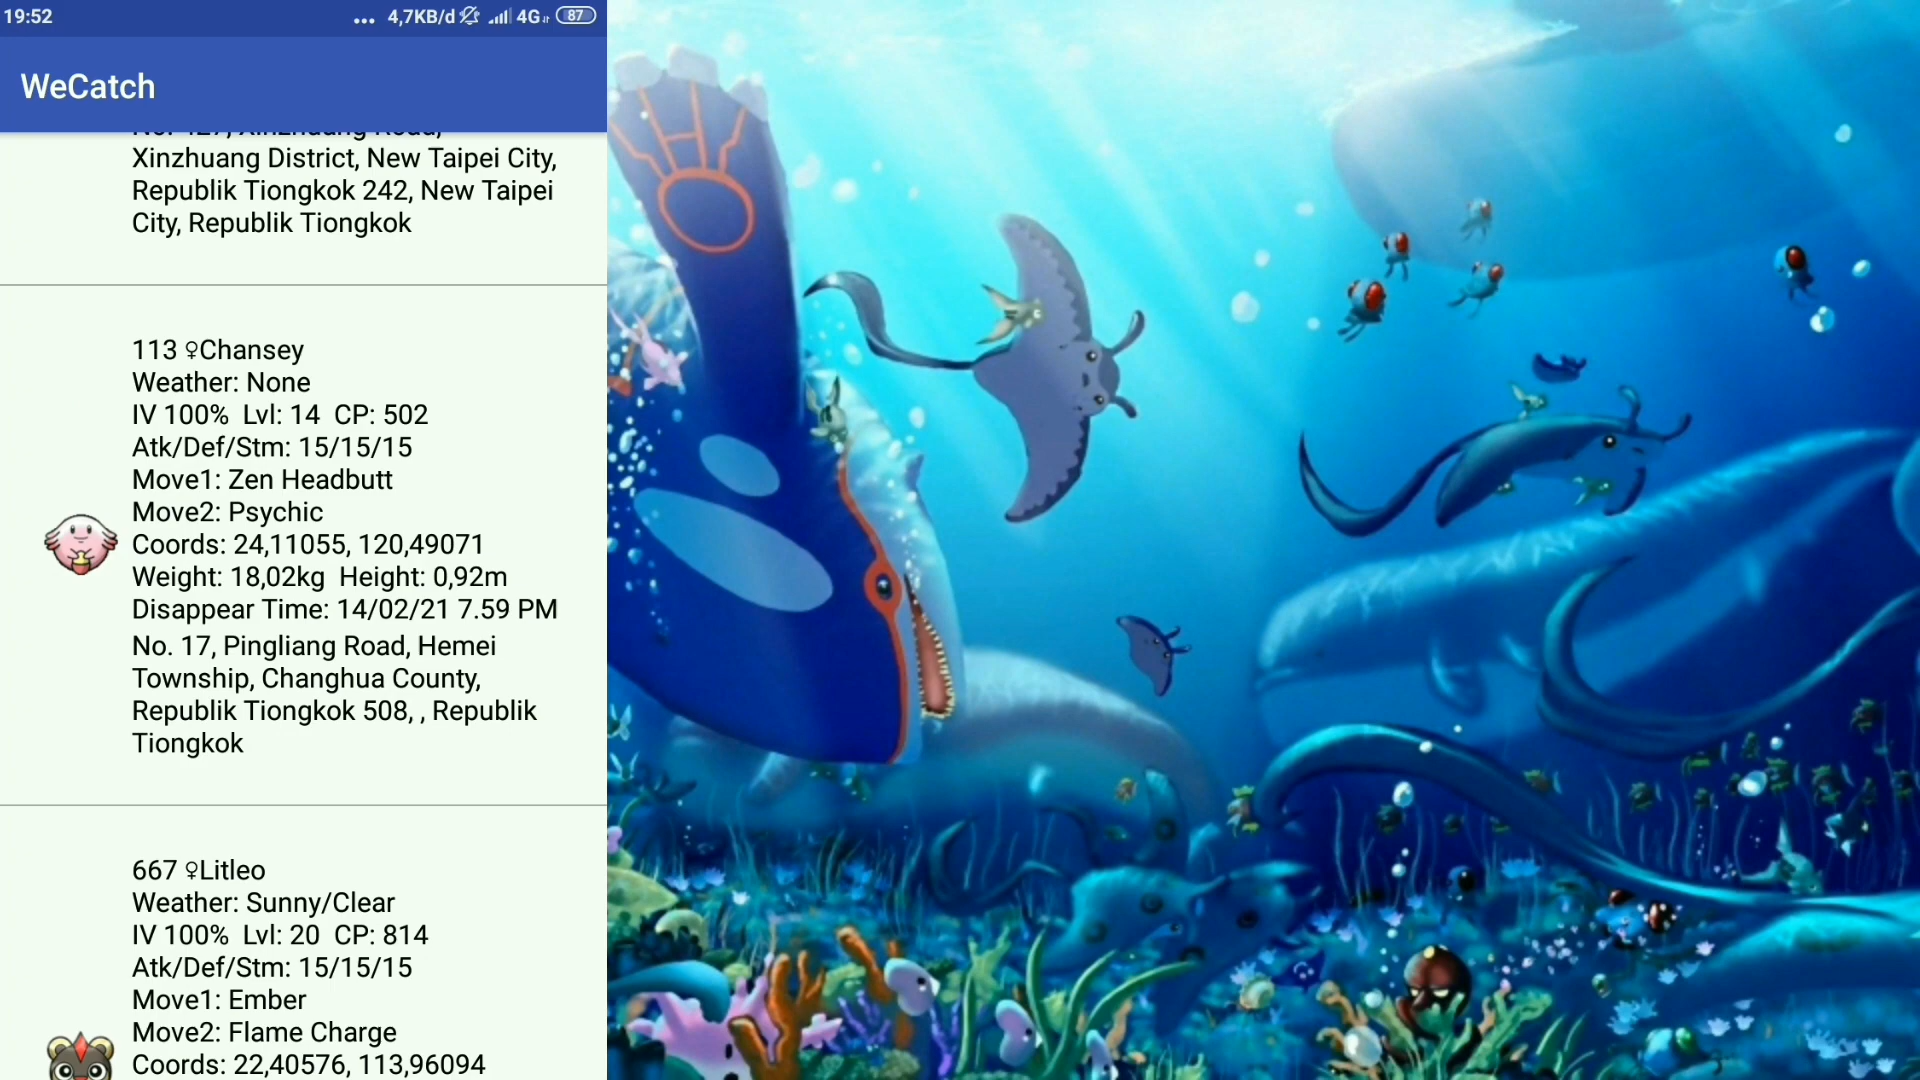 19:52
... 4,7KB/d 4G 87
WeCatch
No. 427, Xinzhuang Road,
Xinzhuang District, New Taipei City,
Republik Tiongkok 242, New Taipei
City, Republik Tiongkok
113 ♀Chansey
Weather: None
IV 100% Lvl: 14 CP: 502
Atk/Def/Stm: 15/15/15
Move1: Zen Headbutt
Move2: Psychic
Coords: 24,11055, 120,49071
Weight: 18,02kg Height: 0,92m
Disappear Time: 14/02/21 7.59 PM
No. 17, Pingliang Road, Hemei
Township, Changhua County,
Republik Tiongkok 508, , Republik
Tiongkok
667 ♀Litleo
Weather: Sunny/Clear
IV 100% Lvl: 20 CP: 814
Atk/Def/Stm: 15/15/15
Move1: Ember
Move2: Flame Charge
Coords: 22,40576, 113,96094